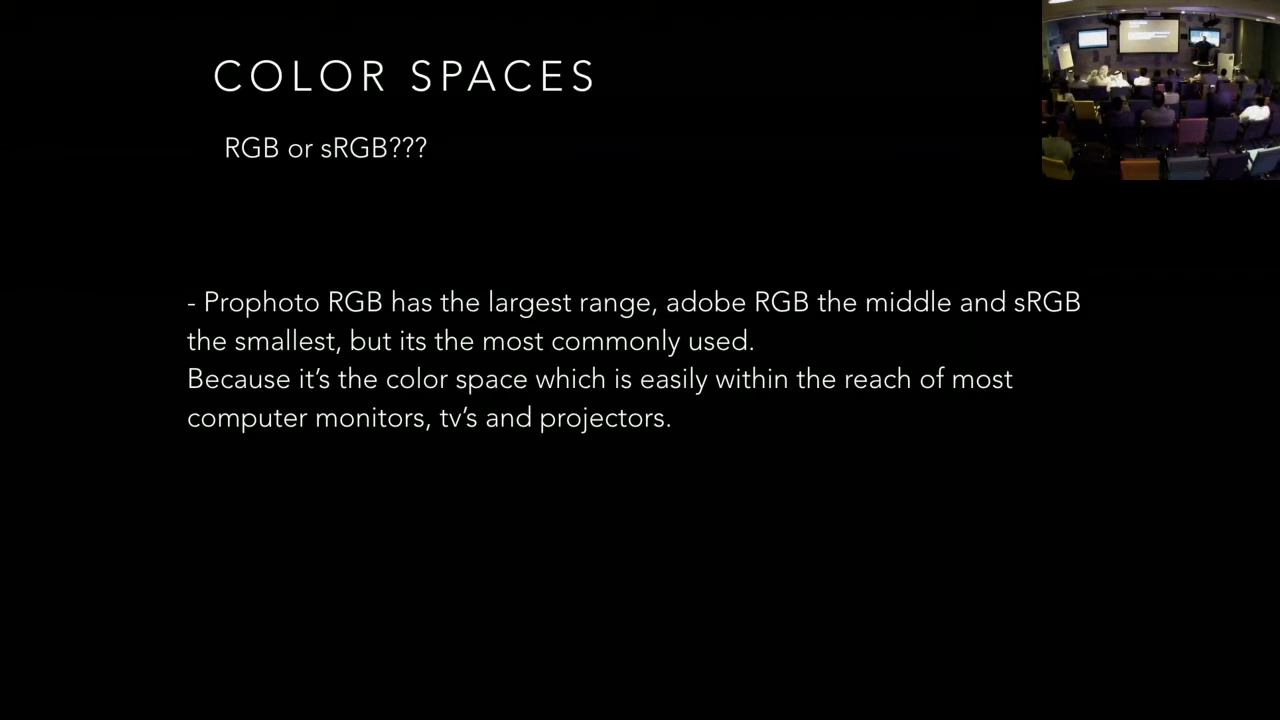 COLOR SPACES
RGB or sRGB???
- Prophoto RGB has the largest range, adobe RGB the middle and sRGB
the smallest, but its the most commonly used.
Because it’s the color space which is easily within the reach of most
computer monitors, tv’s and projectors.